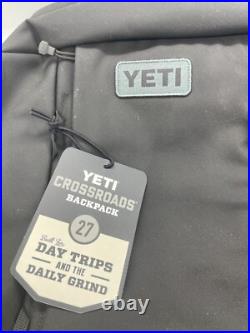 YETI
YETI
CROSSROADS®
BACKPACK
27
Built For
DAY TRIPS
AND THE
DAILY GRIND